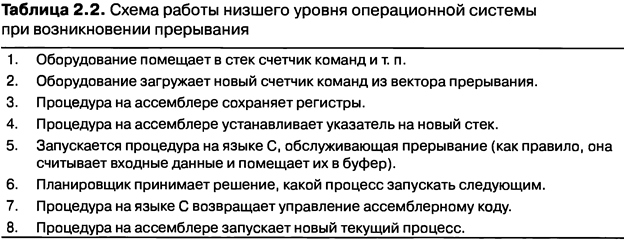 Таблица 2.2. Схема работы низшего уровня операционной системы
при возникновении прерывания
1. Оборудование помещает в стек счетчик команд и т. п.
2. Оборудование загружает новый счетчик команд из вектора прерывания.
3. Процедура на ассемблере сохраняет регистры.
4. Процедура на ассемблере устанавливает указатель на новый стек.
5. Запускается процедура на языке C, обслуживающая прерывание (как правило, она
считывает входные данные и помещает их в буфер).
6. Планировщик принимает решение, какой процесс запускать следующим.
7. Процедура на языке C возвращает управление ассемблерному коду.
8. Процедура на ассемблере запускает новый текущий процесс.